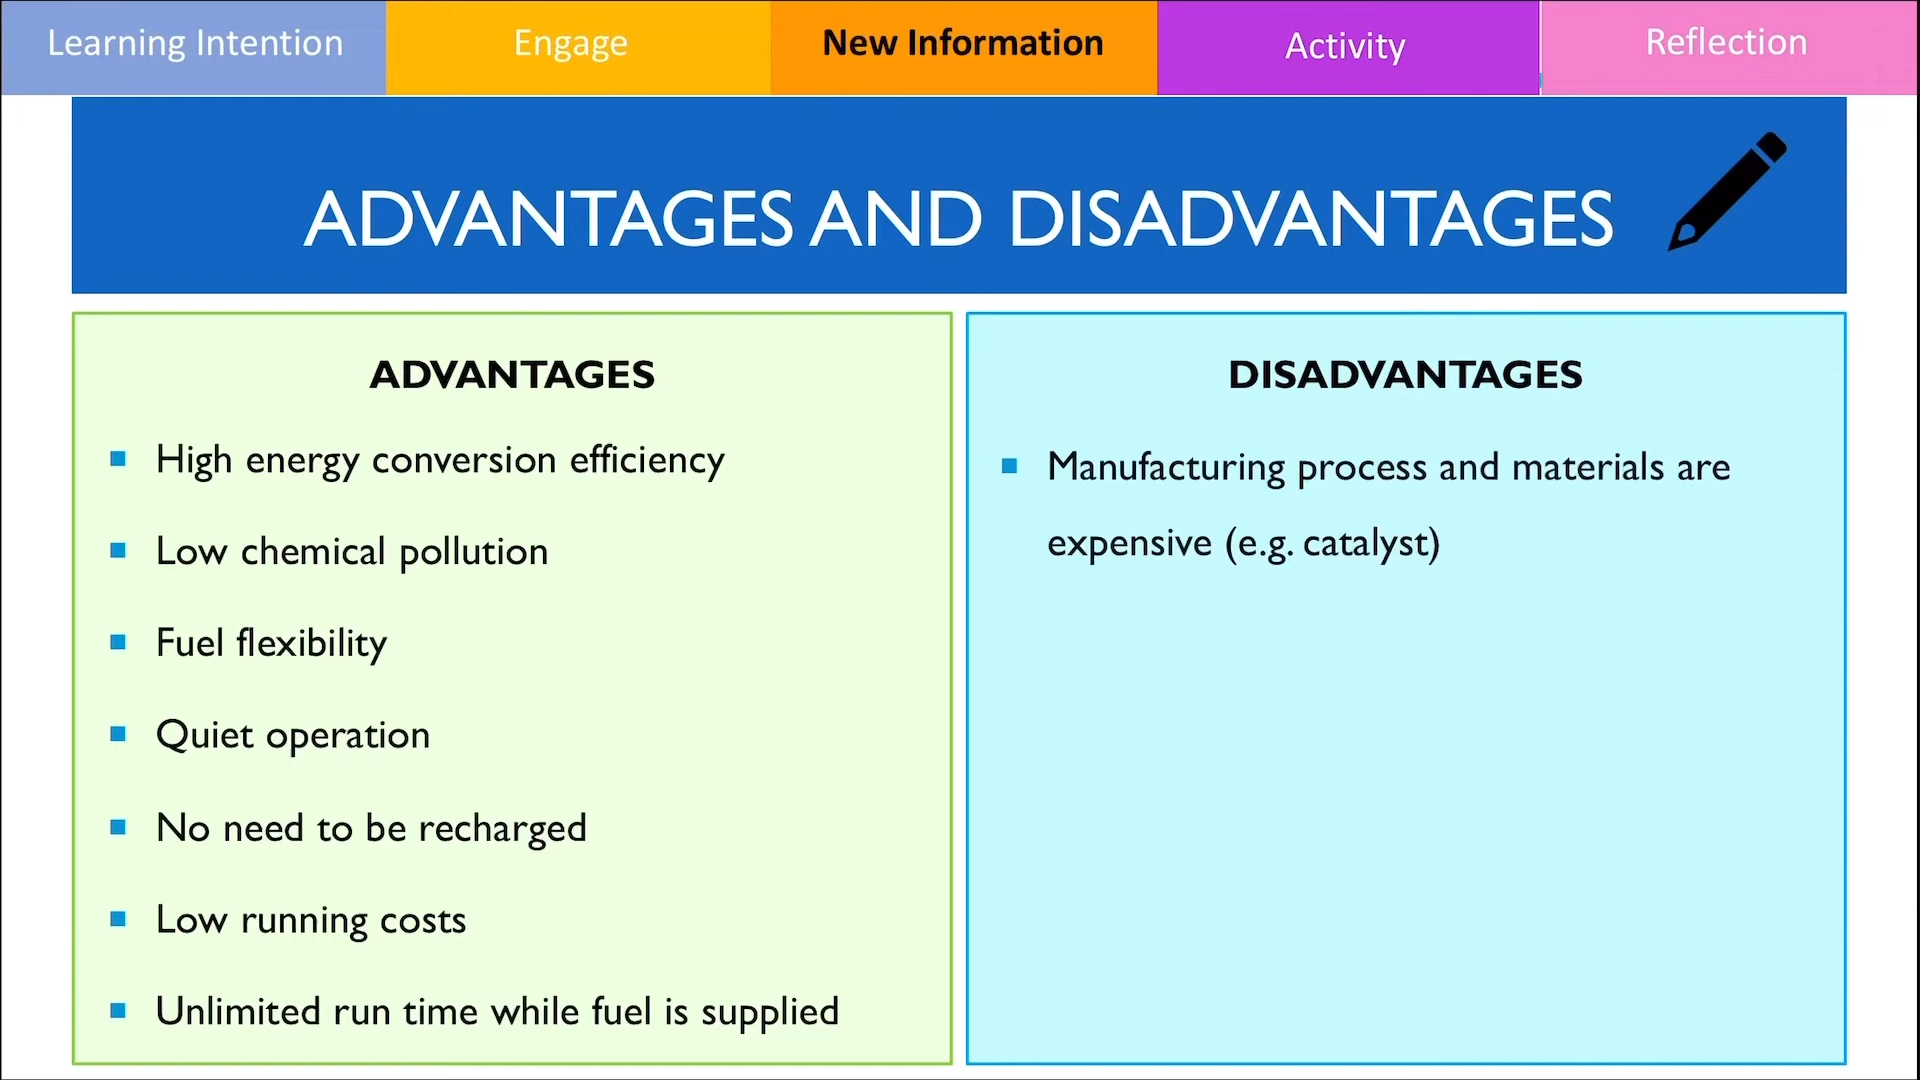 Learning Intention
Engage
New Information
Activity
Reflection
ADVANTAGES AND DISADVANTAGES
ADVANTAGES
High energy conversion efficiency
Low chemical pollution
Fuel flexibility
Quiet operation
No need to be recharged
Low running costs
Unlimited run time while fuel is supplied
DISADVANTAGES
Manufacturing process and materials are
expensive (e.g. catalyst)